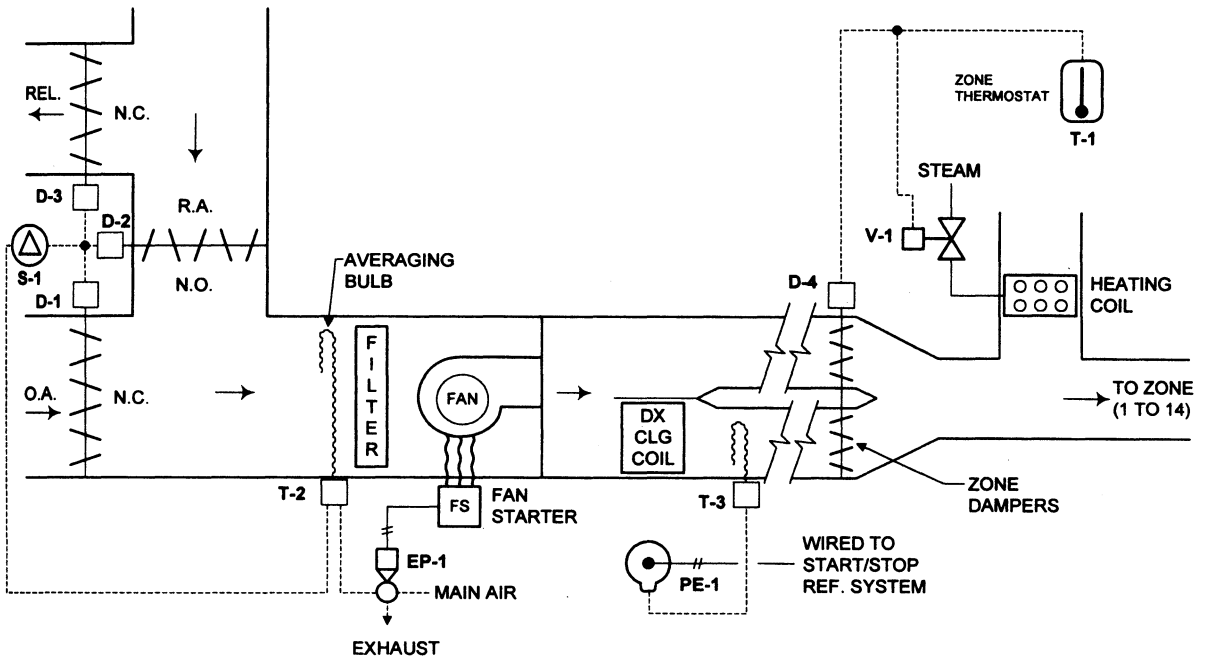 REL.
N.C.
D-3
D-2
R.A.
S-1
N.O.
D-1
O.A.
N.C.
AVERAGING
BULB
FILTER
FAN
T-2
FS
FAN
STARTER
EP-1
MAIN AIR
EXHAUST
DX
CLG
COIL
T-3
PE-1
WIRED TO
START/STOP
REF. SYSTEM
ZONE
THERMOSTAT
T-1
STEAM
V-1
D-4
HEATING
COIL
TO ZONE
(1 TO 14)
ZONE
DAMPERS